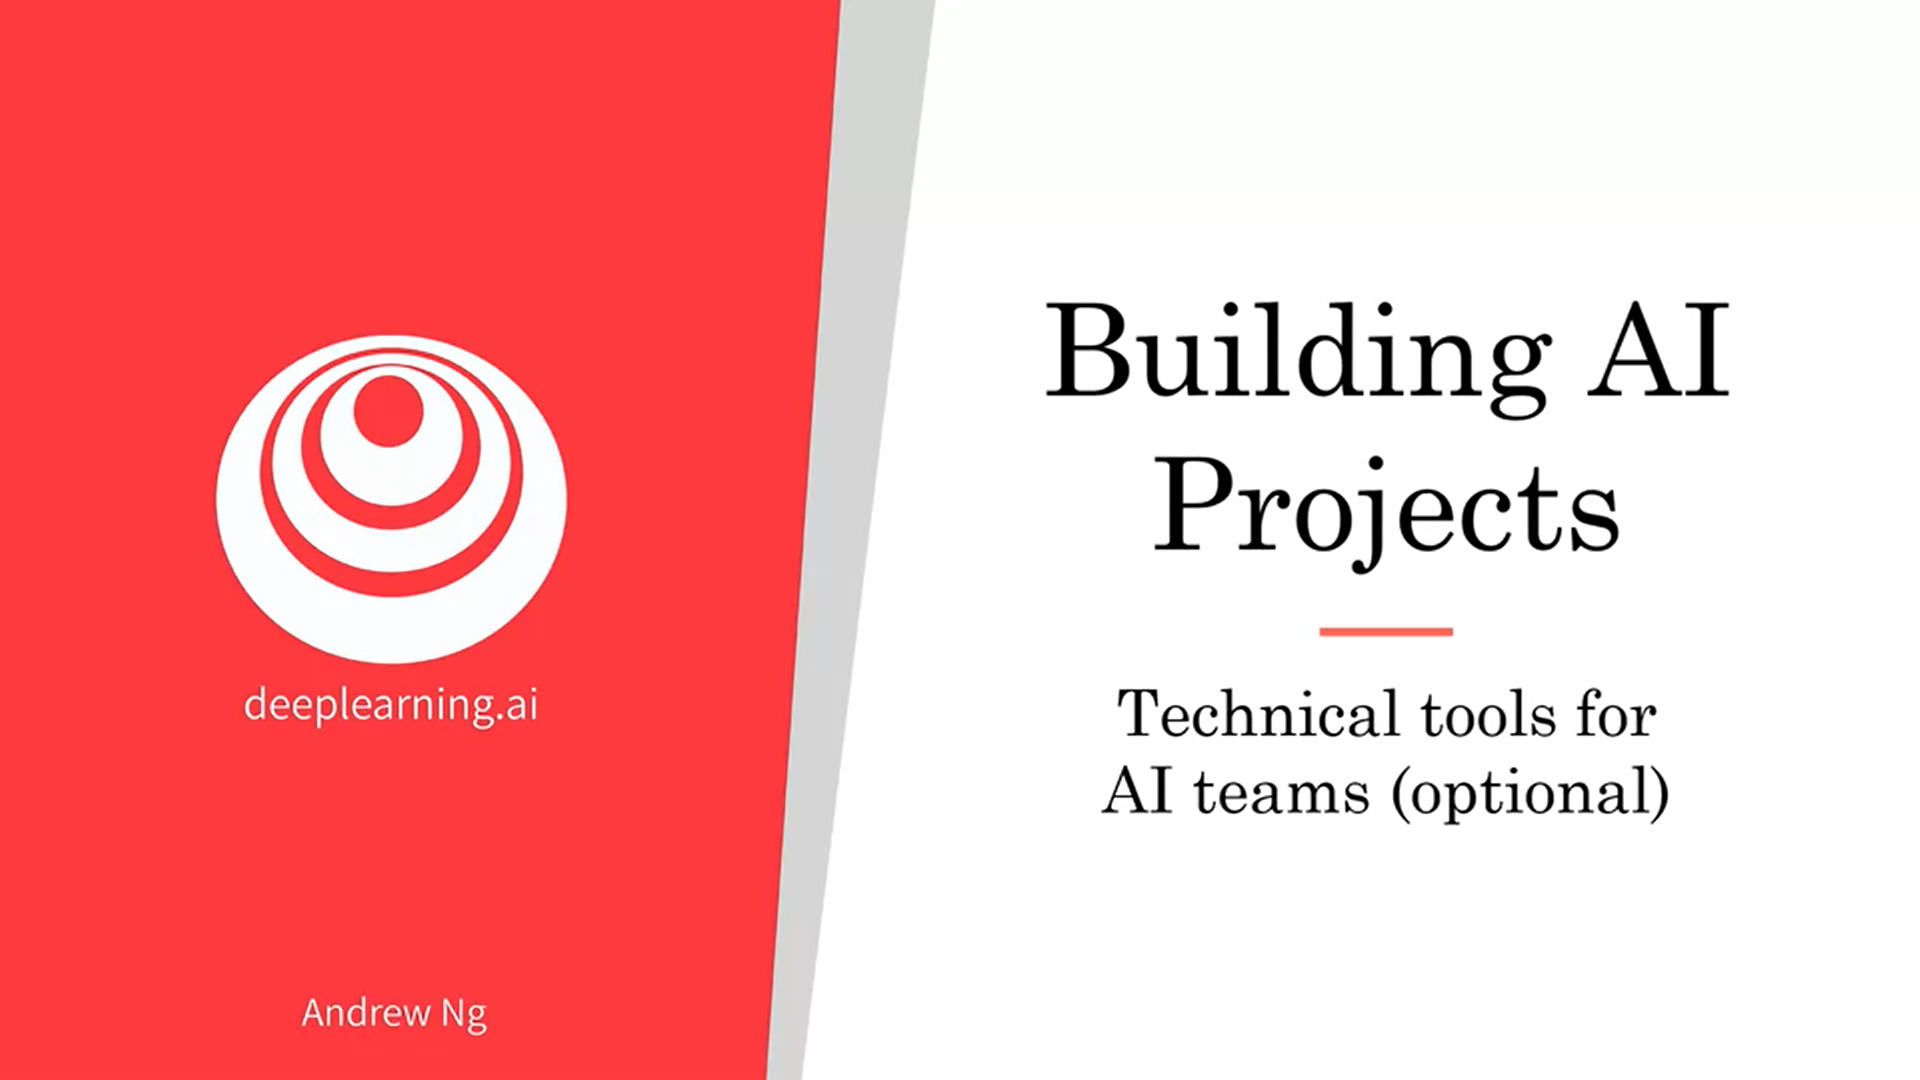 deeplearning.ai
Andrew Ng
Building AI
Projects
Technical tools for
AI teams (optional)